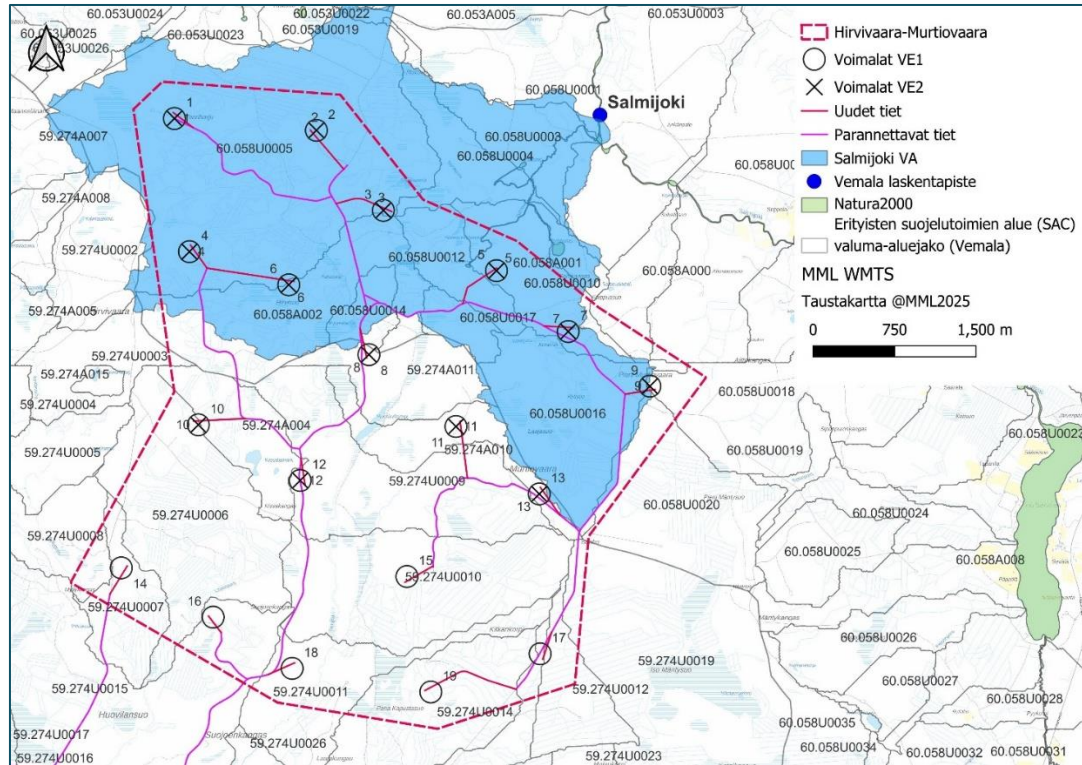 60.053U0025
60.053U0024
60.053U0022
60.053A005
60.053U0003
60.053U0026
60.053U0023
60.053U0019
60.058U0001
Salmijoki
59.274A007
60.058U0003
60.058U0004
60.058U0005
59.274A008
59.274U0002
60.058U0012
60.058A001
60.058U0010
60.058A000
59.274A005
60.058A002
60.058U0014
60.058U0017
Hirvivaara
59.274U0003
59.274A015
59.274A011
60.058U0018
59.274U0004
59.274A004
60.058U0016
60.058U0023
59.274U0005
59.274A010
60.058U0019
Murtiovaara
59.274U0009
60.058U0020
59.274U0006
60.058U0024
59.274U0008
60.058U0025
60.058A008
59.274U0010
59.274U0007
60.058U0026
59.274U0019
59.274U0015
59.274U0011
59.274U0012
60.058U0027
59.274U0014
60.058U0028
Huovilansuo
59.274U0017
Suojoenkangas
59.274U0026
60.058U0035
59.274U0016
59.274U0023
60.058U0034
60.058U0032
60.058U0031
1
2
2
3
3
4
4
5
5
6
6
7
7
8
8
9
9
10
10
11
11
12
12
13
13
14
15
16
17
18
19
Hirvivaara-Murtiovaara
Voimalat VE1
Voimalat VE2
Uudet tiet
Parannettavat tiet
Salmijoki VA
Vemala laskentapiste
Natura2000
Erityisten suojelutoimien alue (SAC)
valuma-aluejako (Vemala)
MML WMTS
Taustakartta @MML2025
0 750 1,500 m